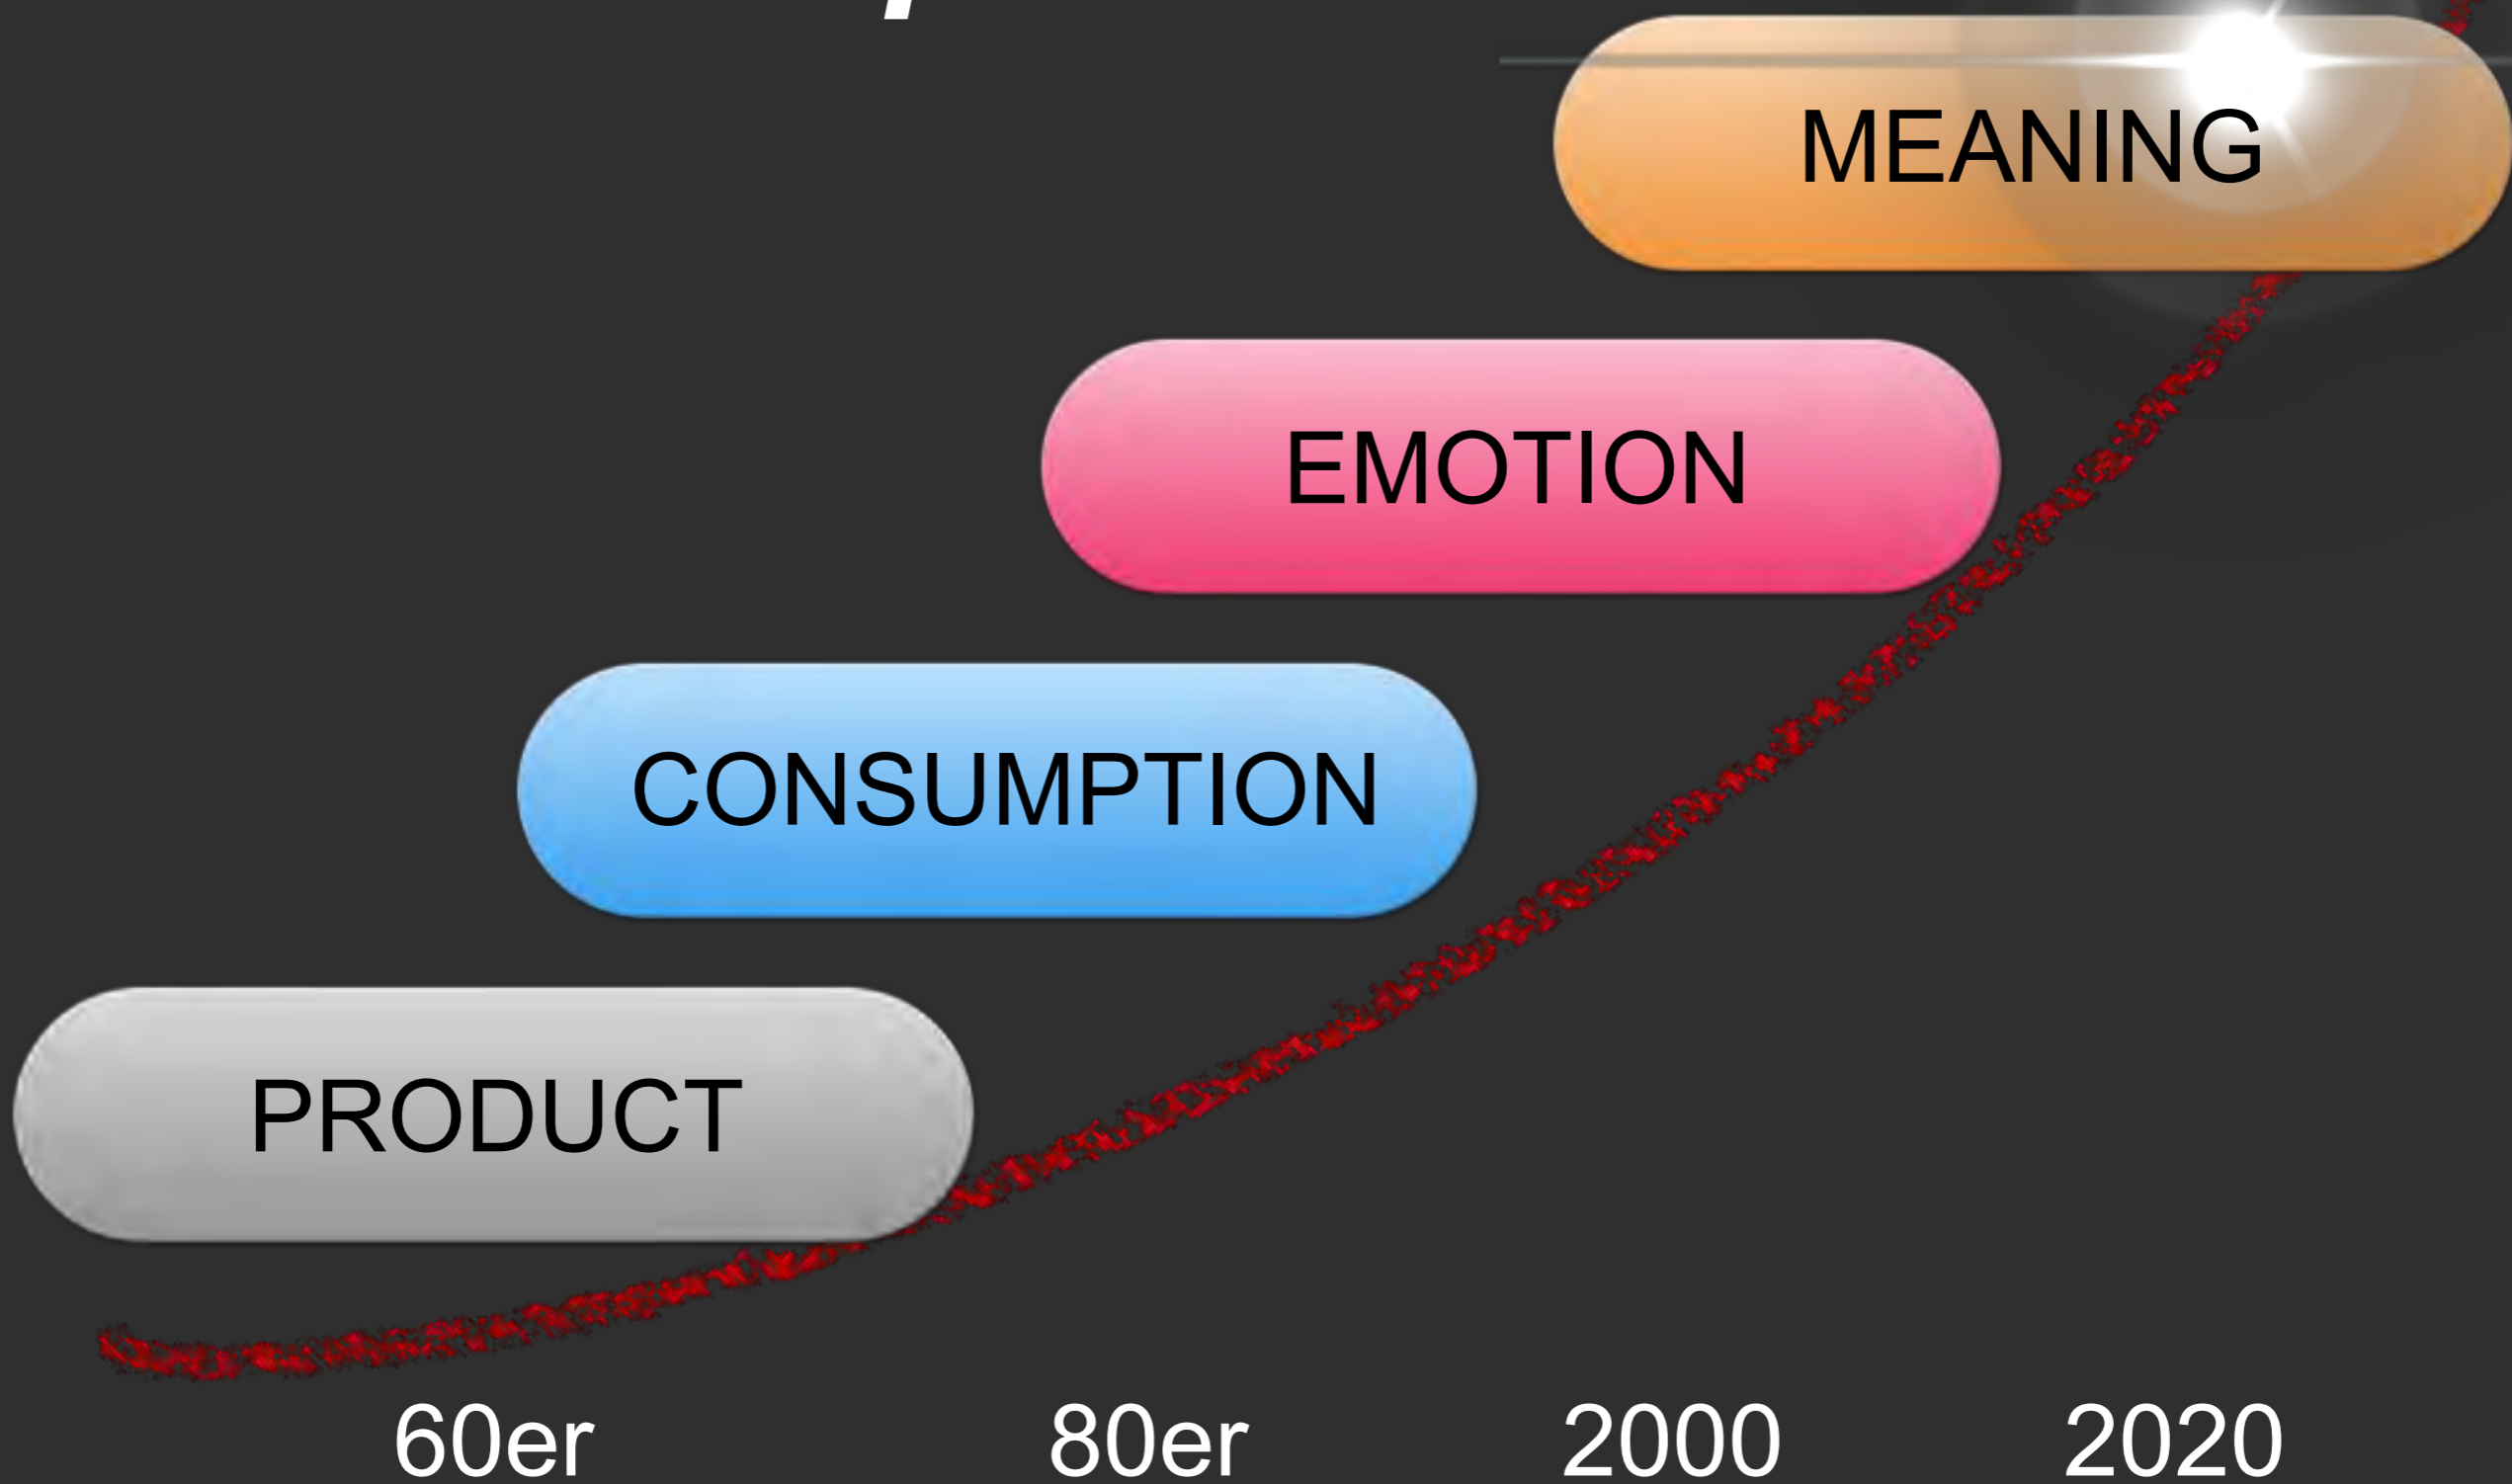 MEANING
EMOTION
CONSUMPTION
PRODUCT
60er 80er 2000 2020